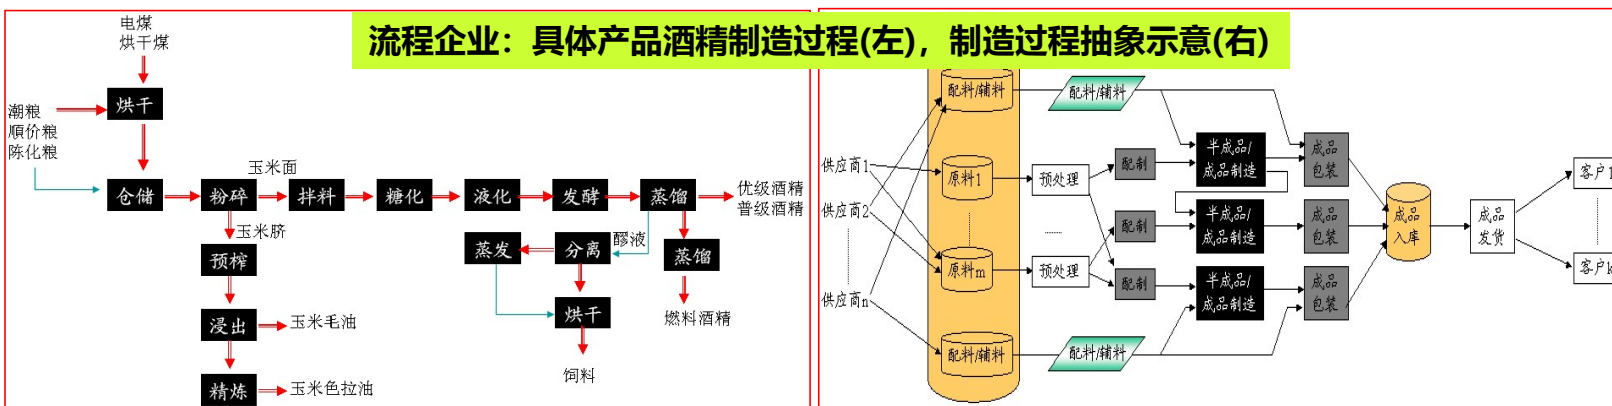 流程企业：具体产品酒精制造过程(左)，制造过程抽象示意(右)
电煤
烘干煤
烘干
潮粮
順价粮
陈化粮
仓储
粉碎
玉米面
拌料
糖化
液化
发酵
蒸馏
优级酒精
普级酒精
玉米脐
预榨
蒸发
分离
醪液
蒸馏
浸出
玉米毛油
烘干
燃料酒精
饲料
精炼
玉米色拉油
配料/辅料
配料/辅料
供应商1
供应商2
供应商n
原料1
预处理
配制
半成品/
成品制造
成品
包装
配制
半成品/
成品制造
成品
包装
原料m
预处理
配制
半成品/
成品制造
成品
包装
配料/辅料
配料/辅料
成品
入库
成品
发货
客户1
客户k